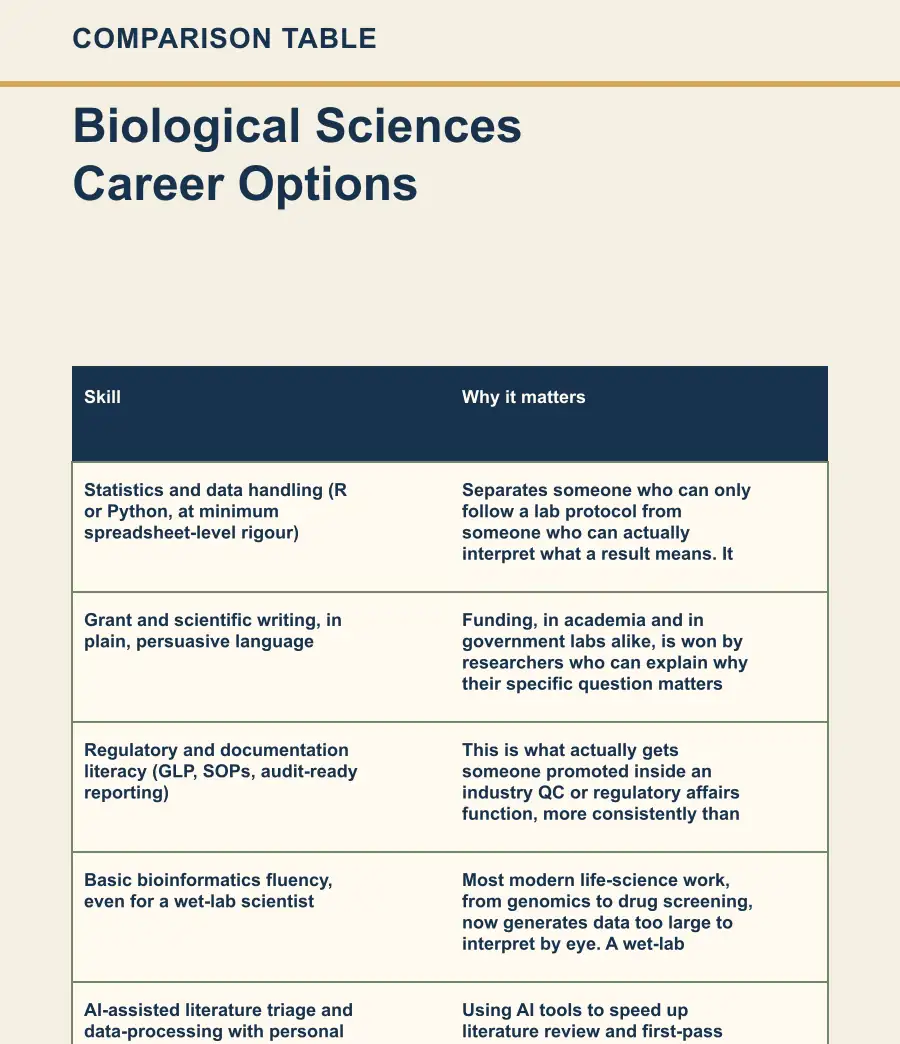 COMPARISON TABLE
Biological Sciences
Career Options
Skill
Why it matters
Statistics and data handling (R
or Python, at minimum
spreadsheet-level rigour)
Separates someone who can only
follow a lab protocol from
someone who can actually
interpret what a result means. It
Grant and scientific writing, in
plain, persuasive language
Funding, in academia and in
government labs alike, is won by
researchers who can explain why
their specific question matters
Regulatory and documentation
literacy (GLP, SOPs, audit-ready
reporting)
This is what actually gets
someone promoted inside an
industry QC or regulatory affairs
function, more consistently than
Basic bioinformatics fluency,
even for a wet-lab scientist
Most modern life-science work,
from genomics to drug screening,
now generates data too large to
interpret by eye. A wet-lab
AI-assisted literature triage and
data-processing with personal
Using AI tools to speed up
literature review and first-pass